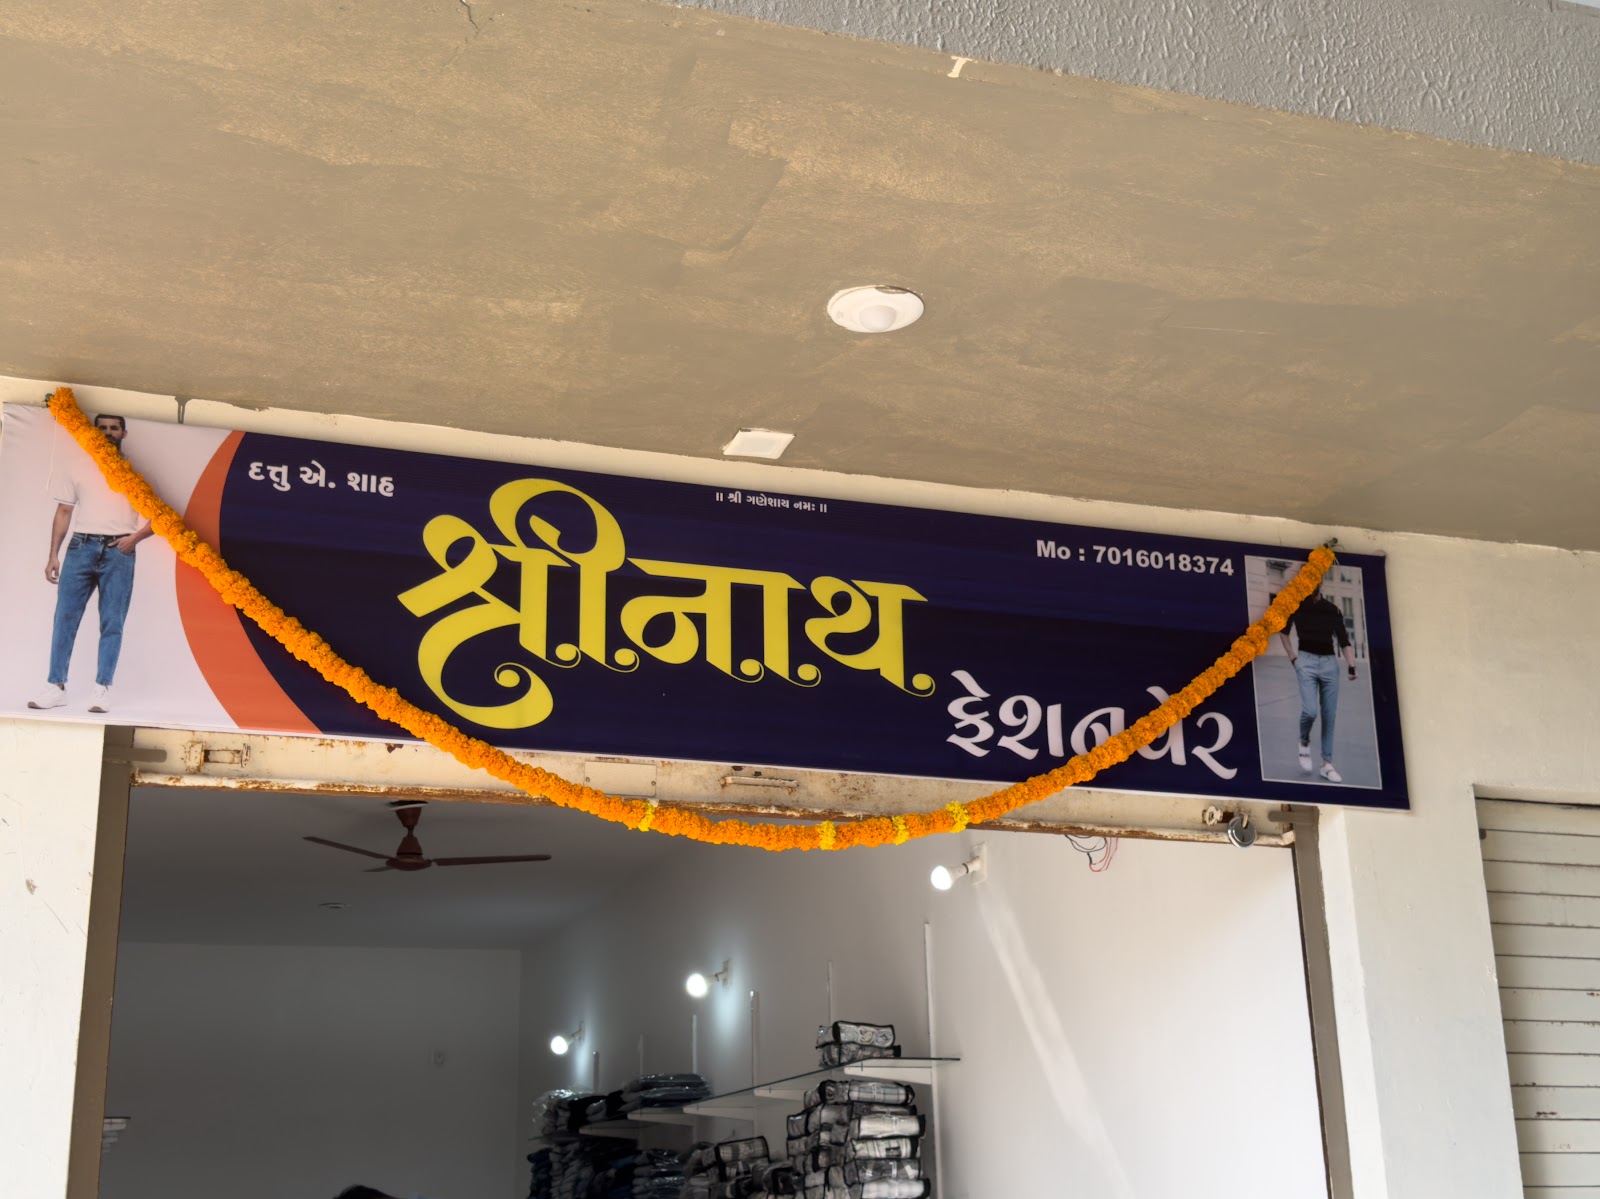 દત્તુ એ. શાહ
॥ શ્રી ગણેશાય નમઃ ॥
Mo : 7016018374
શ્રીનાથ
ફેશનવેર